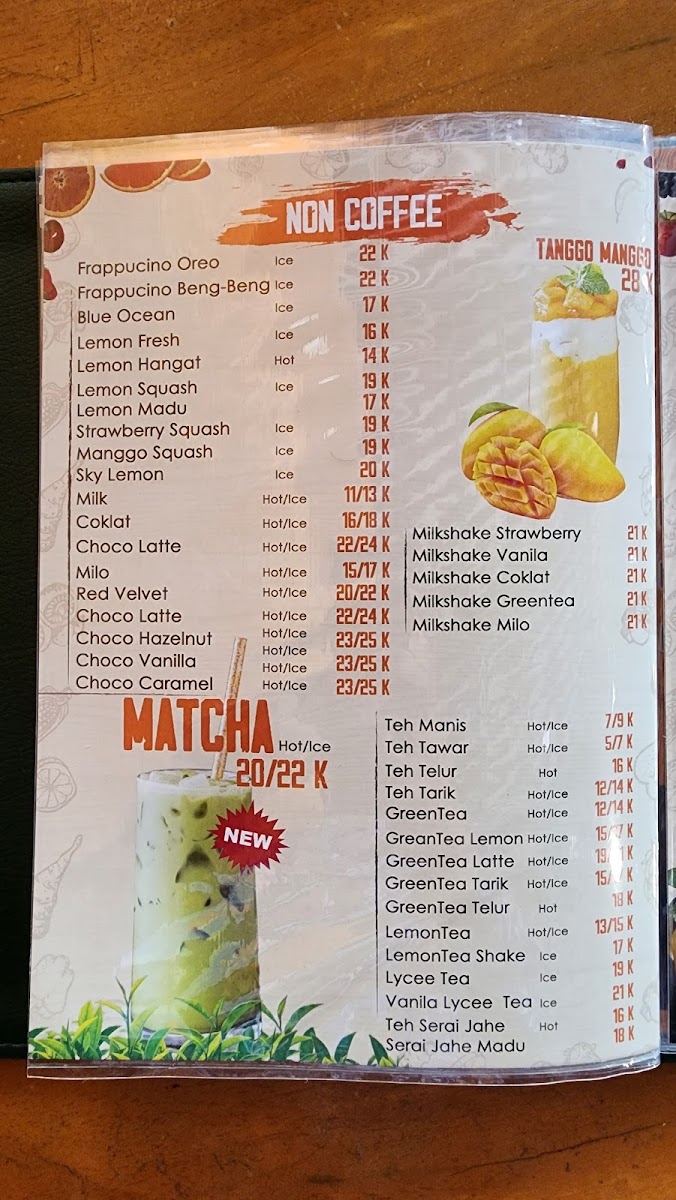 NON COFFEE
Frappucino Oreo Ice 22 K
Frappucino Beng-Beng Ice 22 K
Blue Ocean Ice 17 K
Lemon Fresh Ice 16 K
Lemon Hangat Hot 14 K
Lemon Squash Ice 19 K
Lemon Madu 17 K
Strawberry Squash Ice 19 K
Manggo Squash Ice 19 K
Sky Lemon Ice 20 K
Milk Hot/Ice 11/13 K
Coklat Hot/Ice 16/18 K
Choco Latte Hot/Ice 22/24 K
Milo Hot/Ice 15/17 K
Red Velvet Hot/Ice 20/22 K
Choco Latte Hot/Ice 22/24 K
Choco Hazelnut Hot/Ice 23/25 K
Hot/Ice
Choco Vanilla Hot/Ice 23/25 K
Choco Caramel Hot/Ice 23/25 K
TANGGO MANGGO
28 K
Milkshake Strawberry 21 K
Milkshake Vanila 21 K
Milkshake Coklat 21 K
Milkshake Greentea 21 K
Milkshake Milo 21 K
MATCHA Hot/Ice
20/22 K
NEW
Teh Manis Hot/Ice 7/9 K
Teh Tawar Hot/Ice 5/7 K
Teh Telur Hot 16 K
Teh Tarik Hot/Ice 12/14 K
GreenTea Hot/Ice 12/14 K
GreanTea Lemon Hot/Ice K
GreenTea Latte Hot/Ice K
GreenTea Tarik Hot/Ice K
GreenTea Telur Hot 18 K
LemonTea Hot/Ice 13/15 K
LemonTea Shake Ice 17 K
Lycee Tea Ice 19 K
Vanila Lycee Tea Ice 21 K
Teh Serai Jahe Hot 16 K
Serai Jahe Madu 18 K